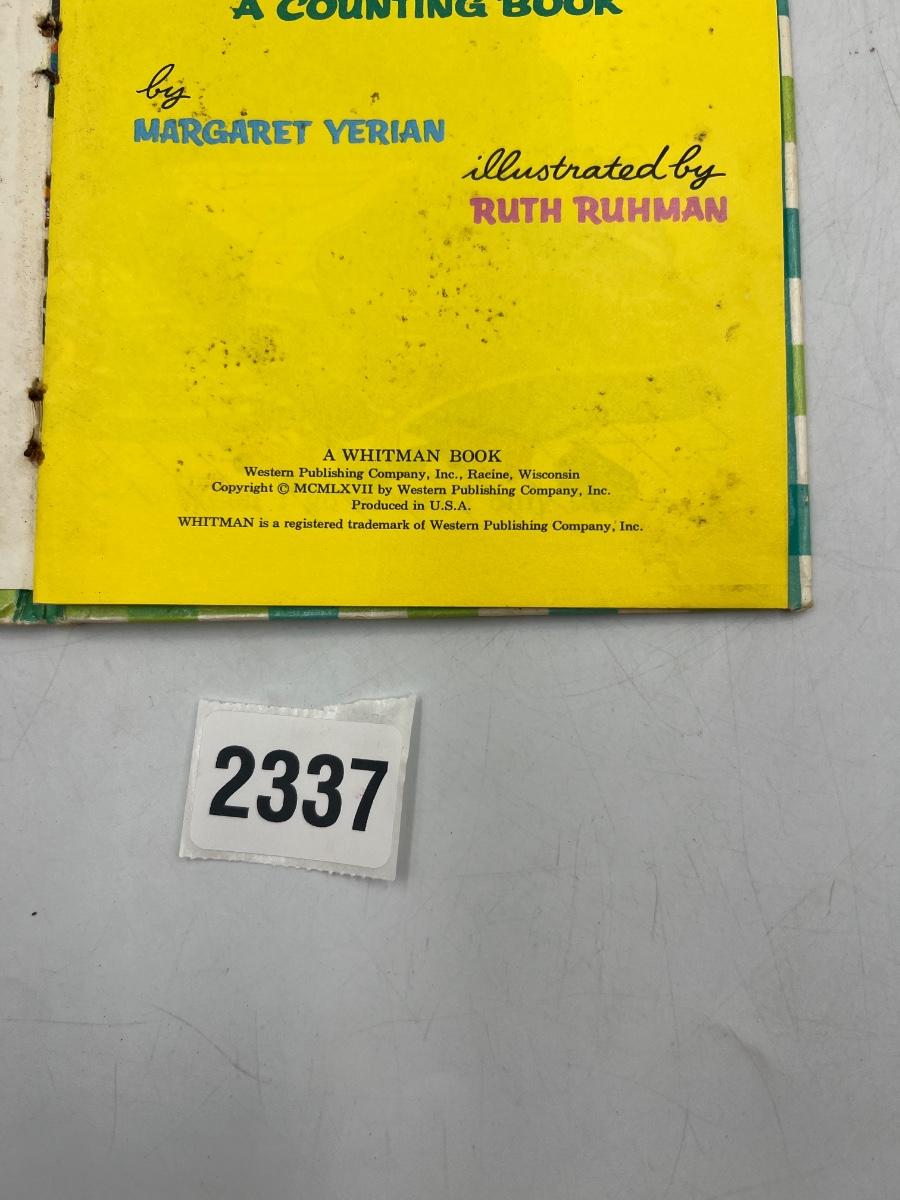 A COUNTING BOOK
by
MARGARET YERIAN
illustrated by
RUTH RUHMAN
A WHITMAN BOOK
Western Publishing Company, Inc., Racine, Wisconsin
Copyright © MCMLXVII by Western Publishing Company, Inc.
Produced in U.S.A.
WHITMAN is a registered trademark of Western Publishing Company, Inc.
2337